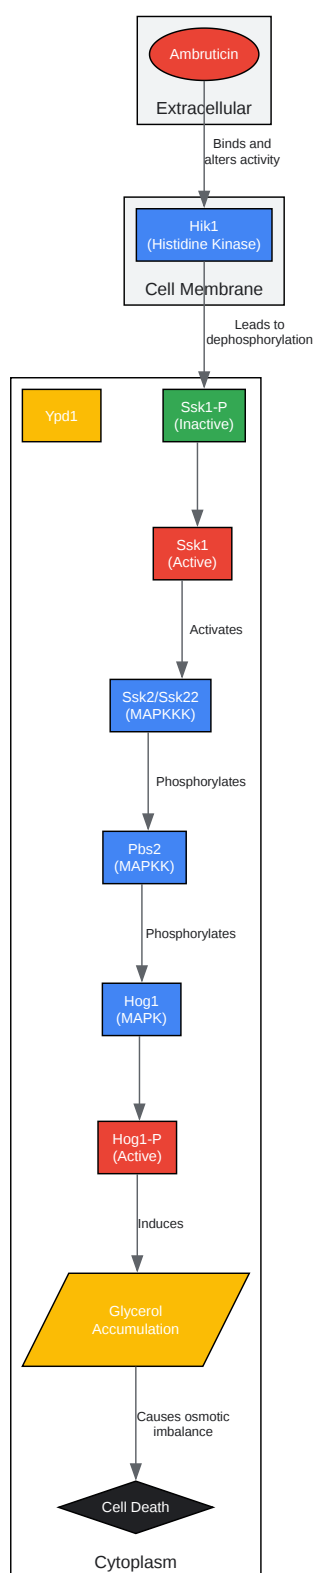 Ambruticin
Extracellular
Binds and
alters activity
Hik1
(Histidine Kinase)
Cell Membrane
Leads to
dephosphorylation
Ypd1
Ssk1-P
(Inactive)
Ssk1
(Active)
Activates
Ssk2/Ssk22
(MAPKKK)
Phosphorylates
Pbs2
(MAPKK)
Phosphorylates
Hog1
(MAPK)
Hog1-P
(Active)
Induces
Glycerol
Accumulation
Causes osmotic
imbalance
Cell Death
Cytoplasm